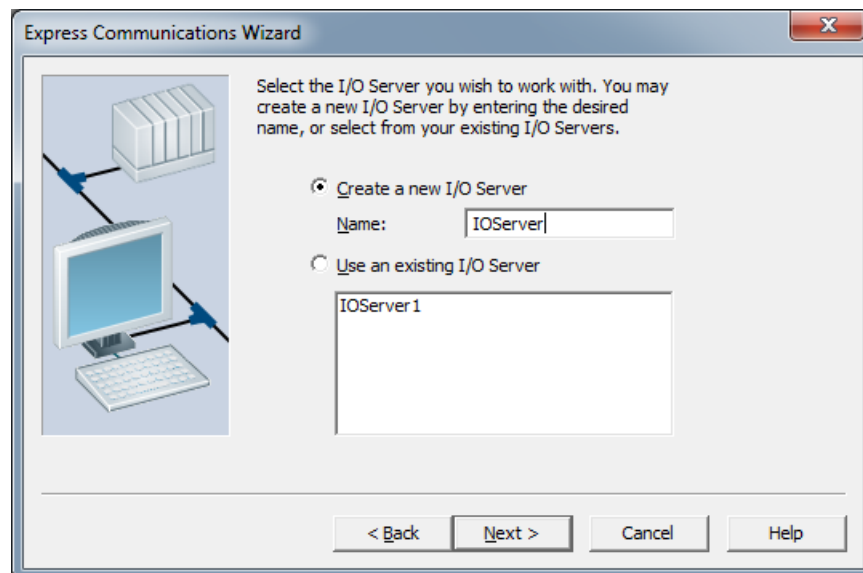 Express Communications Wizard
Select the I/O Server you wish to work with. You may
create a new I/O Server by entering the desired
name, or select from your existing I/O Servers.
Create a new I/O Server
Name: IOServer
Use an existing I/O Server
IOServer1
< Back Next > Cancel Help